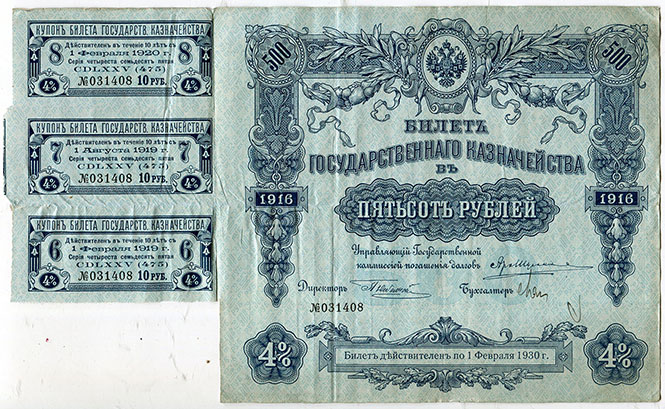 КУПОНЪ БИЛЕТА ГОСУДАРСТВ. КАЗНАЧЕЙСТВА
8 Дѣйствителенъ въ теченіе 10 лѣтъ съ 8
1 Февраля 1920 г.
Серія четыреста семьдесятъ пятая
CDLXXV (475)
4% №031408 10 РУБ. 4%
КУПОНЪ БИЛЕТА ГОСУДАРСТВ. КАЗНАЧЕЙСТВА
7 Дѣйствителенъ въ теченіе 10 лѣтъ съ 7
1 Августа 1919 г.
Серія четыреста семьдесятъ пятая
CDLXXV (475)
4% №031408 10 РУБ. 4%
КУПОНЪ БИЛЕТА ГОСУДАРСТВ. КАЗНАЧЕЙСТВА
6 Дѣйствителенъ въ теченіе 10 лѣтъ съ 6
1 Февраля 1919 г.
Серія четыреста семьдесятъ пятая
CDLXXV (475)
4% №031408 10 РУБ. 4%
500 500
БИЛЕТЪ
ГОСУДАРСТВЕННАГО КАЗНАЧЕЙСТВА
ВЪ
1916 ПЯТЬСОТЪ РУБЛЕЙ 1916
Управляющій Государственной
коммиссіей погашенія долговъ
Директоръ Бухгалтеръ
№031408
4% Билетъ дѣйствителенъ по 1 Февраля 1930 г. 4%